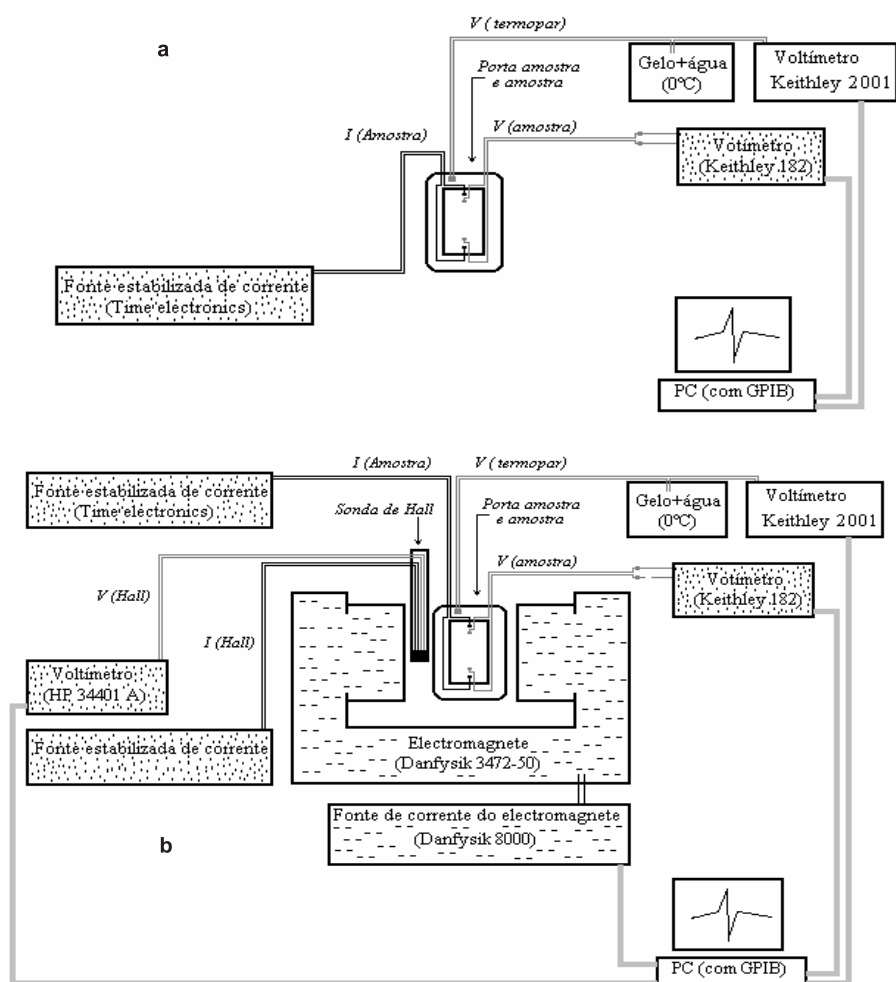 a
V ( termopar)
Gelo+água
(0ºC)
Voltímetro
Keithley 2001
Porta amostra
e amostra
I (Amostra)
V (amostra)
Votímetro
(Keithley 182)
Fonte estabilizada de corrente
(Time electronics)
PC (com GPIB)
I (Amostra)
V ( termopar)
Fonte estabilizada de corrente
(Time electronics)
Sonda de Hall
Porta amostra
e amostra
Gelo+água
(0ºC)
Voltímetro
Keithley 2001
V (amostra)
Votímetro
(Keithley 182)
V (Hall)
I (Hall)
Voltímetro
(HP 34401 A)
Fonte estabilizada de corrente
Electromagnete
(Danfysik 3472-50)
Fonte de corrente do electromagnete
(Danfysik 8000)
b
PC (com GPIB)